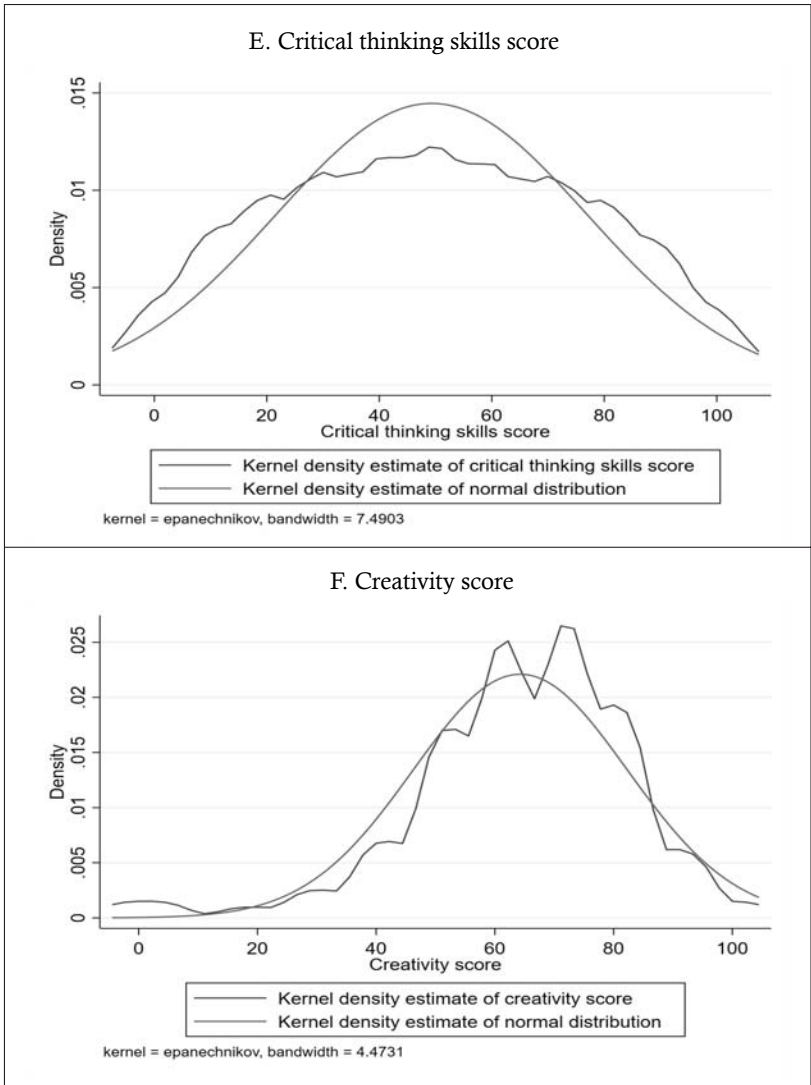 E. Critical thinking skills score
.015
.01
.005
0
Density
0 20 40 60 80 100
Critical thinking skills score
Kernel density estimate of critical thinking skills score
Kernel density estimate of normal distribution
kernel = epanechnikov, bandwidth = 7.4903
F. Creativity score
.025
.02
.015
.01
.005
0
Density
0 20 40 60 80 100
Creativity score
Kernel density estimate of creativity score
Kernel density estimate of normal distribution
kernel = epanechnikov, bandwidth = 4.4731